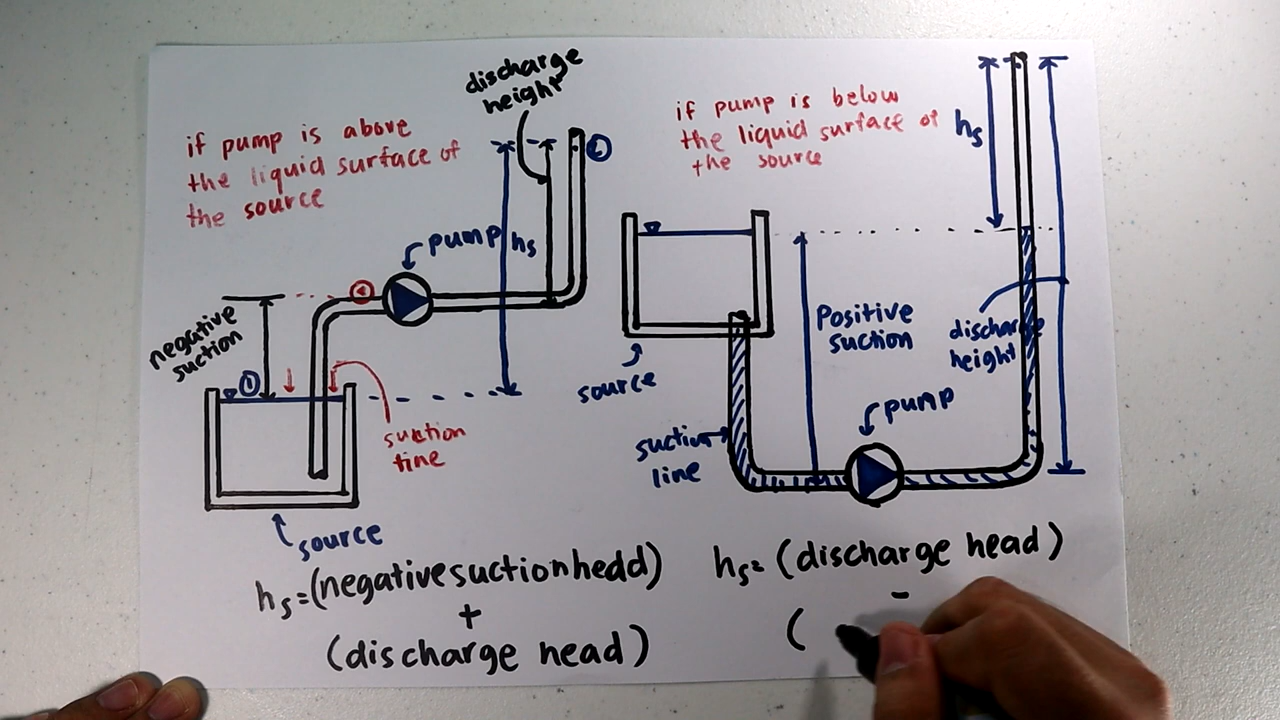 discharge
height
if pump is above
the liquid surface of
the source
2
pump
hs
negative
suction
1
suction
line
source
hs=(negative suction hedd)
+
(discharge head)
if pump is below
the liquid surface of
the source
hs
Positive
suction
discharge
height
source
pump
suction
line
hs= (discharge head)
-
(